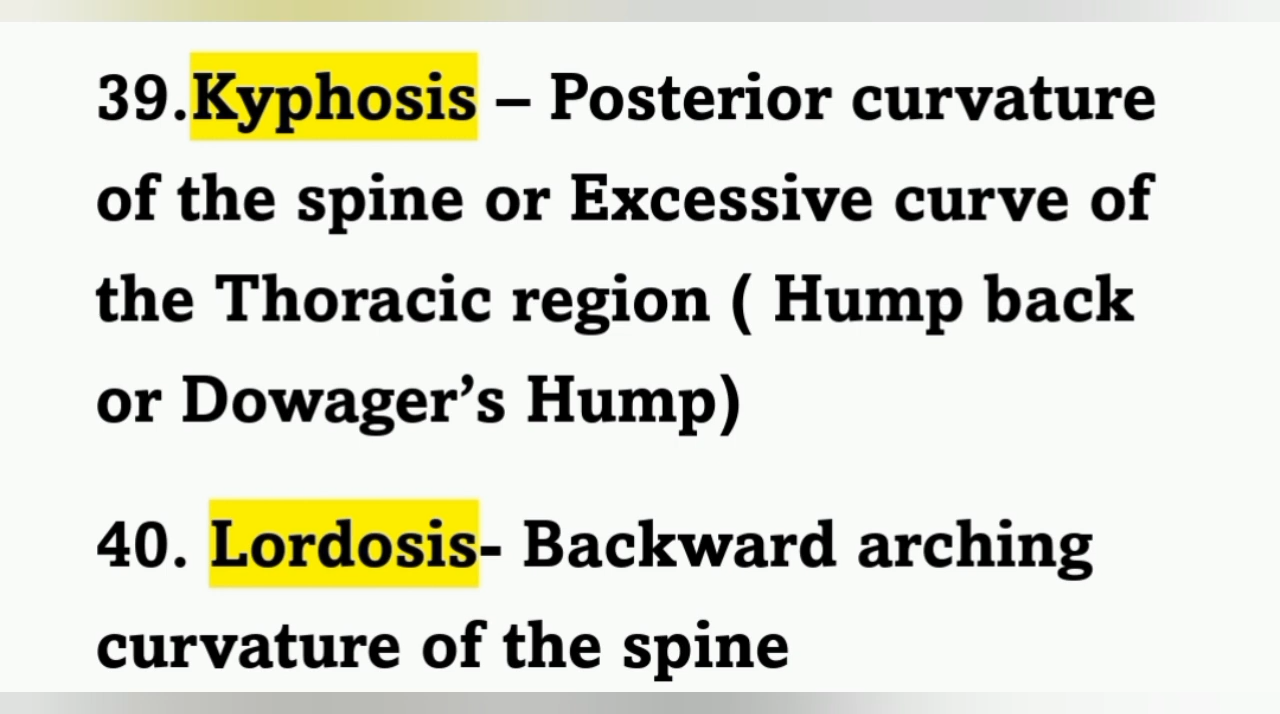 39.Kyphosis – Posterior curvature
of the spine or Excessive curve of
the Thoracic region ( Hump back
or Dowager’s Hump)
40. Lordosis- Backward arching
curvature of the spine